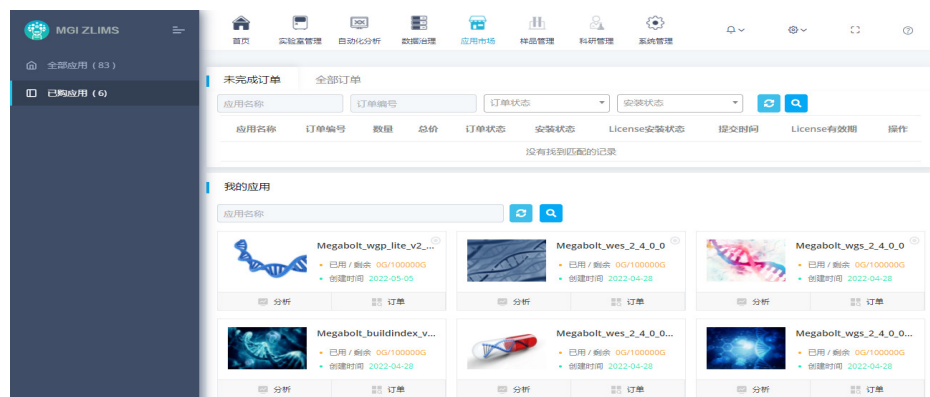 MGI ZLIMS
首页 实验室管理 自动化分析 数据治理 应用市场 样品管理 科研管理 系统管理
全部应用 (83)
已购应用 (6)
未完成订单 全部订单
应用名称 订单编号 订单状态 安装状态
应用名称 订单编号 数量 总价 订单状态 安装状态 License安装状态 提交时间 License有效期 操作
没有找到匹配的记录
我的应用
应用名称
Megabolt_wgp_lite_v2_... Megabolt_wes_2_4_0_0 Megabolt_wgs_2_4_0_0
已用 / 剩余 0G/100000G 已用 / 剩余 0G/100000G 已用 / 剩余 0G/100000G
创建时间 2022-05-05 创建时间 2022-04-28 创建时间 2022-04-28
分析 订单 分析 订单 分析 订单
Megabolt_buildindex_v... Megabolt_wes_2_4_0_0... Megabolt_wgs_2_4_0_0...
已用 / 剩余 0G/100000G 已用 / 剩余 0G/100000G 已用 / 剩余 0G/100000G
创建时间 2022-04-28 创建时间 2022-04-28 创建时间 2022-04-28
分析 订单 分析 订单 分析 订单